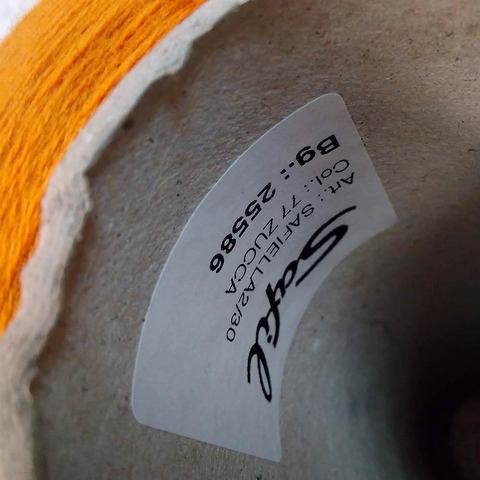 Safil
Art.: SAFIELLA2/30
Col.: 77 ZUCCA
Bg.: 25586